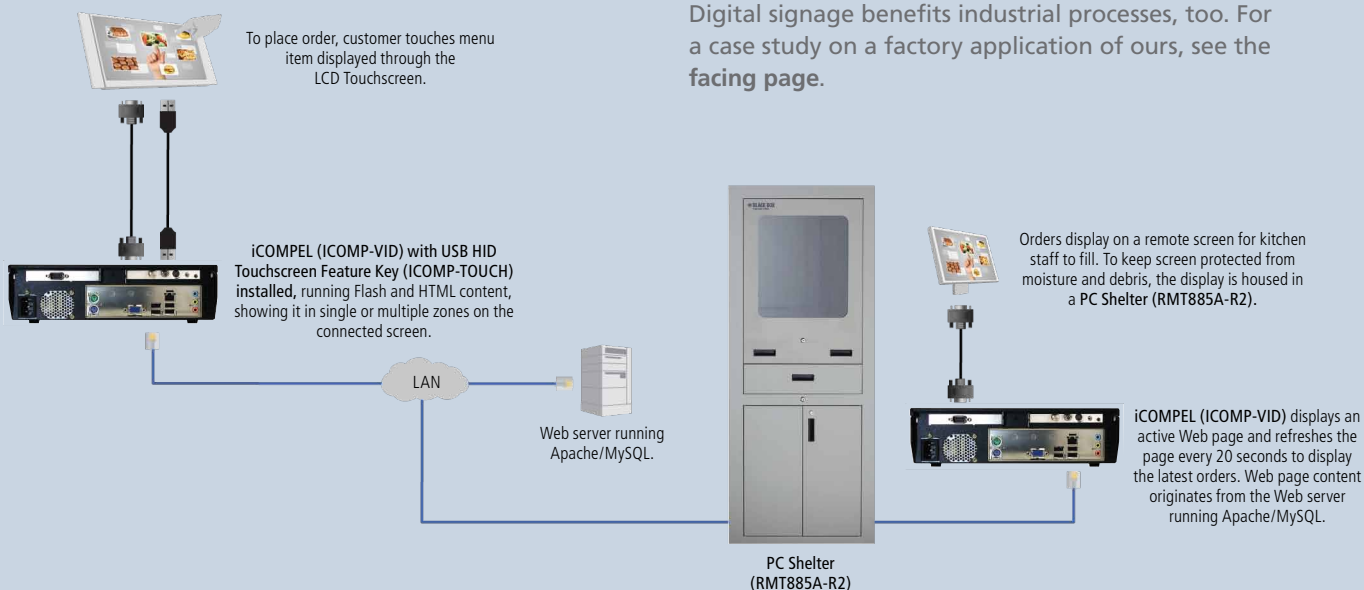 Digital signage benefits industrial processes, too. For
a case study on a factory application of ours, see the
facing page.
To place order, customer touches menu
item displayed through the
LCD Touchscreen.
iCOMPEL (ICOMP-VID) with USB HID
Touchscreen Feature Key (ICOMP-TOUCH)
installed, running Flash and HTML content,
showing it in single or multiple zones on the
connected screen.
LAN
Web server running
Apache/MySQL.
BLACK BOX
PC Shelter
(RMT885A-R2)
Orders display on a remote screen for kitchen
staff to fill. To keep screen protected from
moisture and debris, the display is housed in
a PC Shelter (RMT885A-R2).
iCOMPEL (ICOMP-VID) displays an
active Web page and refreshes the
page every 20 seconds to display
the latest orders. Web page content
originates from the Web server
running Apache/MySQL.